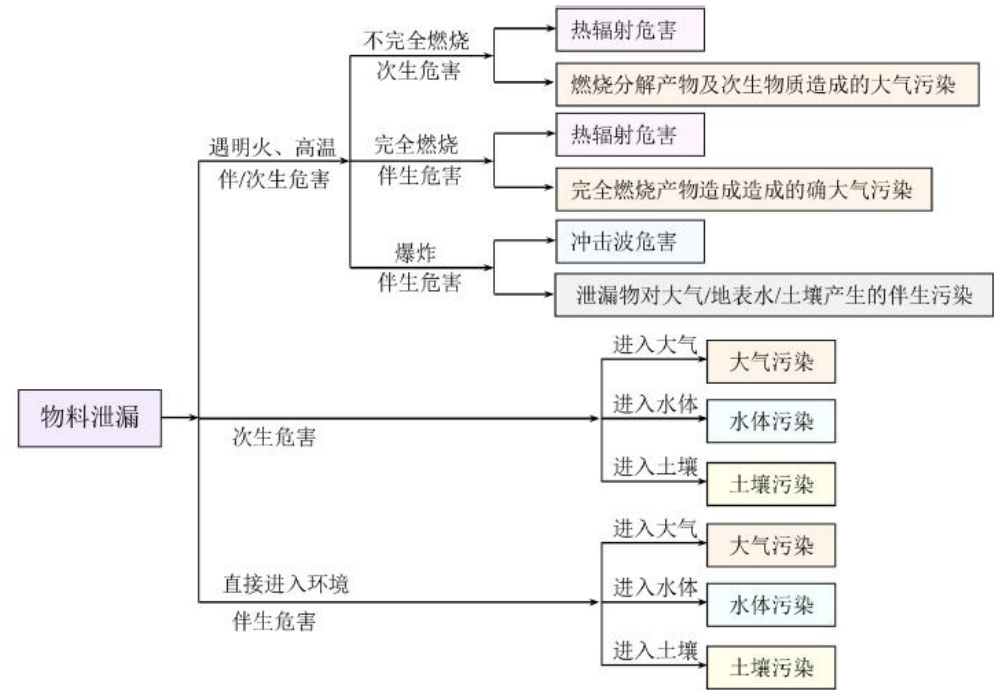 不完全燃烧
次生危害
热辐射危害
燃烧分解产物及次生物质造成的大气污染
遇明火、高温
伴/次生危害
完全燃烧
伴生危害
热辐射危害
完全燃烧产物造成造成的确大气污染
爆炸
伴生危害
冲击波危害
泄漏物对大气/地表水/土壤产生的伴生污染
物料泄漏
次生危害
进入大气
大气污染
进入水体
水体污染
进入土壤
土壤污染
直接进入环境
伴生危害
进入大气
大气污染
进入水体
水体污染
进入土壤
土壤污染